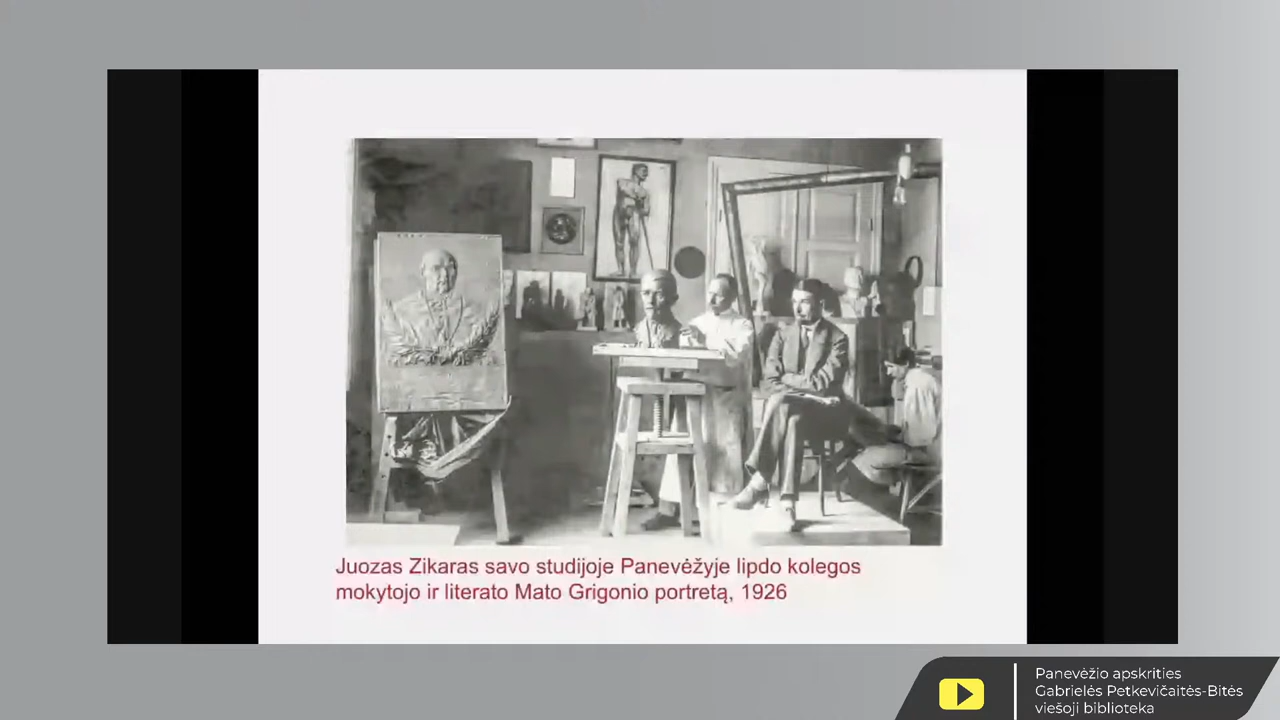 Juozas Zikaras savo studijoje Panevėžyje lipdo kolegos
mokytojo ir literato Mato Grigonio portretą, 1926
Panevėžio apskrities
Gabrielės Petkevičaitės-Bitės
viešoji biblioteka